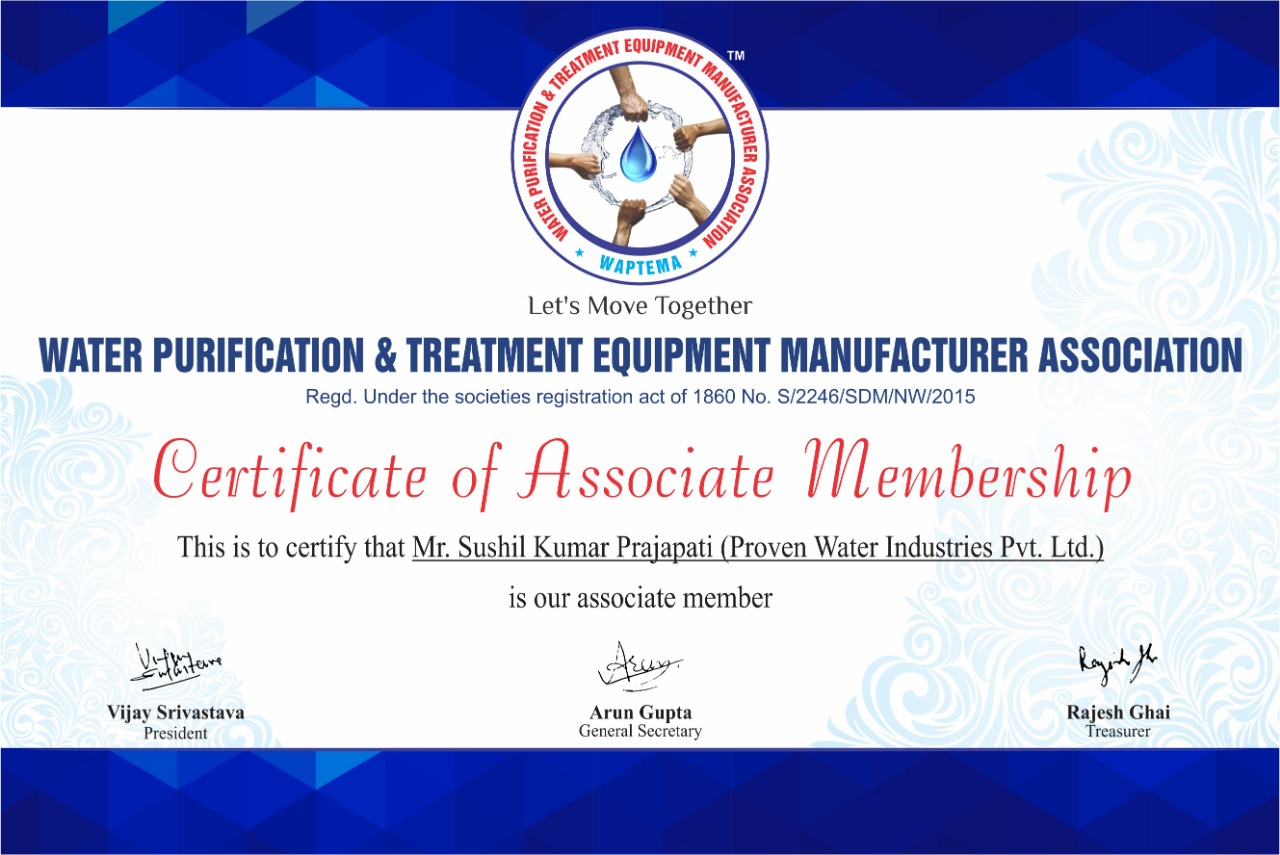 WATER PURIFICATION & TREATMENT EQUIPMENT MANUFACTURER ASSOCIATION
TM
WAPTEMA
Let's Move Together
WATER PURIFICATION & TREATMENT EQUIPMENT MANUFACTURER ASSOCIATION
Regd. Under the societies registration act of 1860 No. S/2246/SDM/NW/2015
Certificate of Associate Membership
This is to certify that Mr. Sushil Kumar Prajapati (Proven Water Industries Pvt. Ltd.)
is our associate member
Vijay Srivastava
Arun
Rajesh Gh
Vijay Srivastava
Arun Gupta
Rajesh Ghai
President
General Secretary
Treasurer